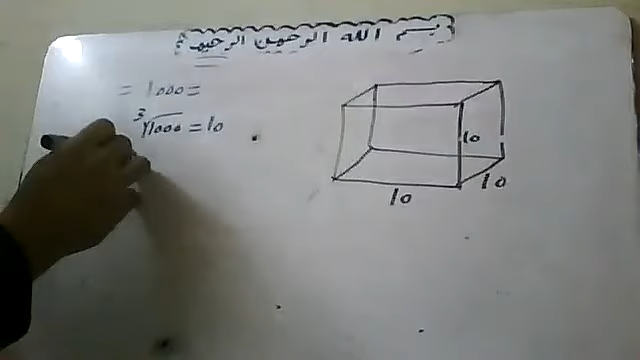 بسم الله الرحمن الرحيم
= 1000 =
∛1000 = 10
10
10
10